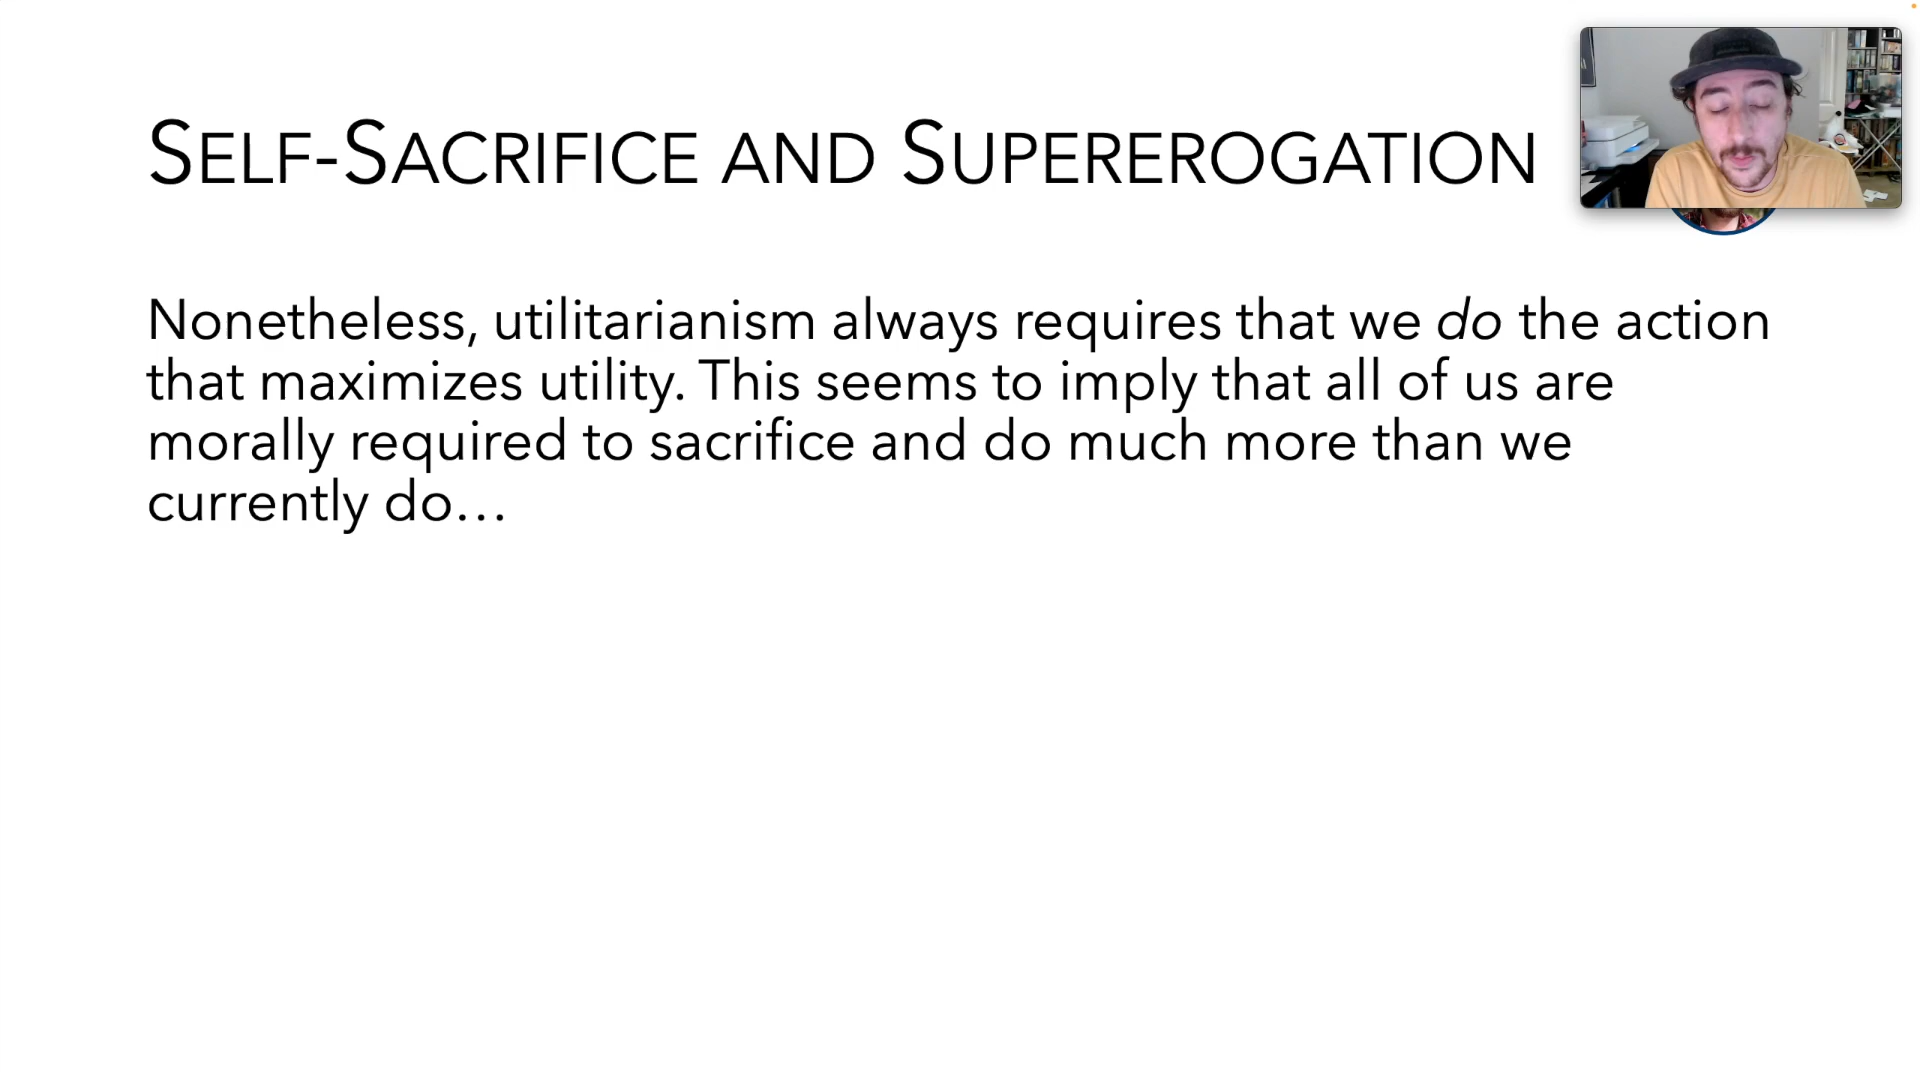 SELF-SACRIFICE AND SUPEREROGATION
Nonetheless, utilitarianism always requires that we do the action
that maximizes utility. This seems to imply that all of us are
morally required to sacrifice and do much more than we
currently do…